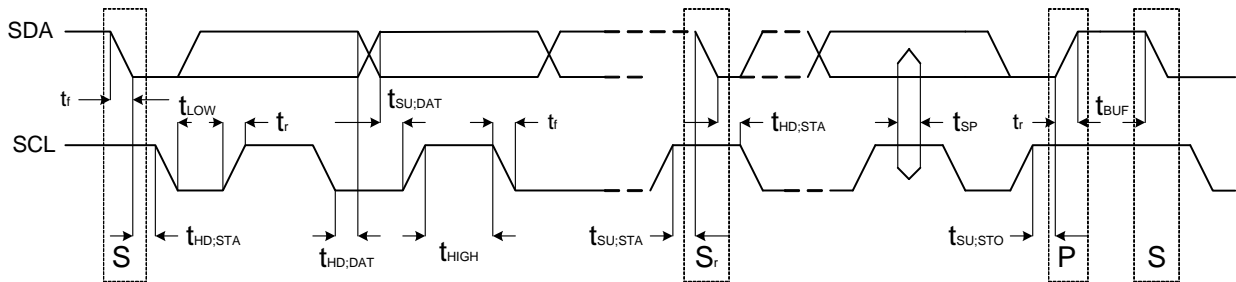 SDA
tf
tLOW
tr
tSU;DAT
tf
tHD;STA
tSP
tr
tBUF
SCL
S
tHD;STA
tHD;DAT
tHIGH
tSU;STA
Sr
tSU;STO
P
S